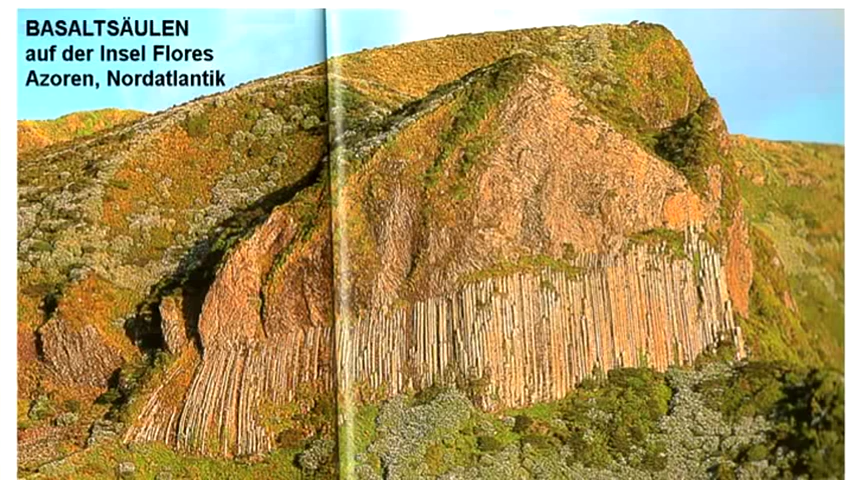 BASALTSÄULEN
auf der Insel Flores
Azoren, Nordatlantik